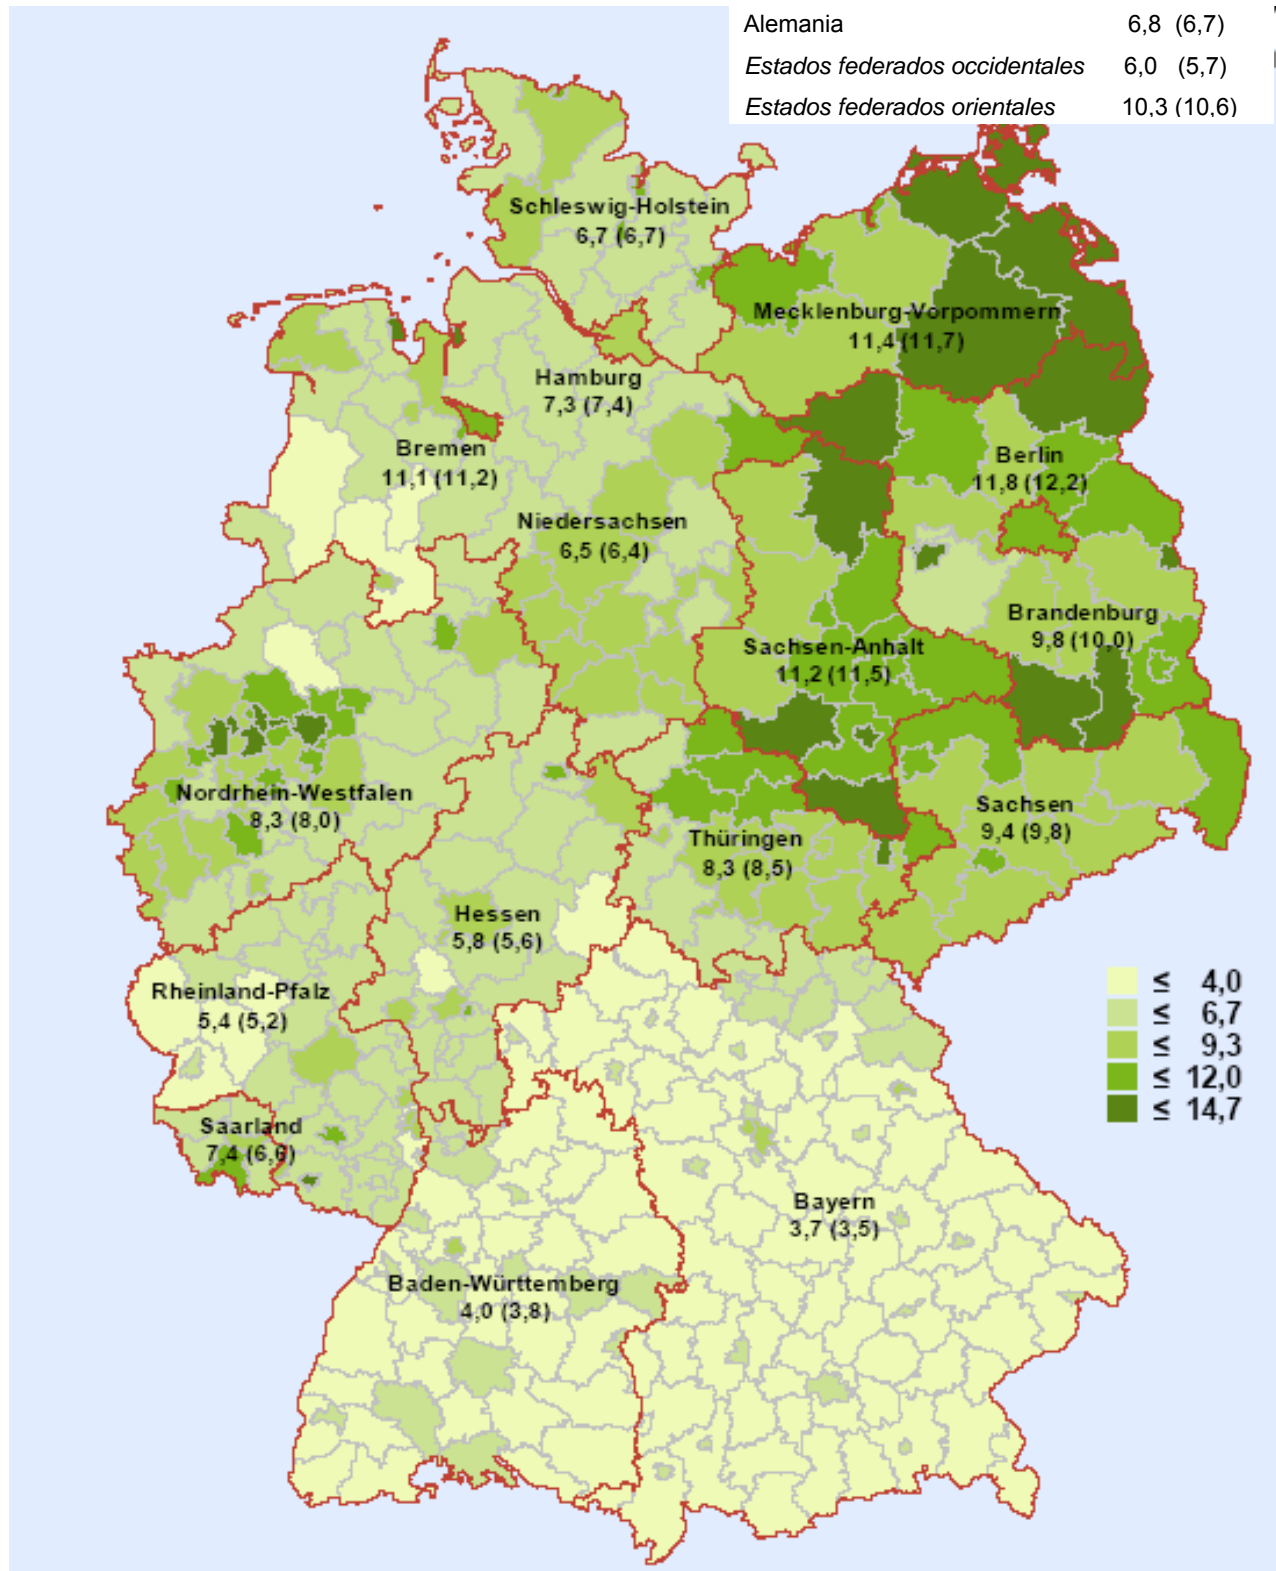 Alemania 6,8 (6,7)
Estados federados occidentales 6,0 (5,7)
Estados federados orientales 10,3 (10,6)
Schleswig-Holstein
6,7 (6,7)
Mecklenburg-Vorpommern
11,4 (11,7)
Hamburg
7,3 (7,4)
Bremen
11,1 (11,2)
Berlin
11,8 (12,2)
Niedersachsen
6,5 (6,4)
Brandenburg
9,8 (10,0)
Sachsen-Anhalt
11,2 (11,5)
Nordrhein-Westfalen
8,3 (8,0)
Sachsen
9,4 (9,8)
Thüringen
8,3 (8,5)
Hessen
5,8 (5,6)
Rheinland-Pfalz
5,4 (5,2)
≤ 4,0
≤ 6,7
≤ 9,3
≤ 12,0
≤ 14,7
Saarland
7,4 (6,6)
Bayern
3,7 (3,5)
Baden-Württemberg
4,0 (3,8)